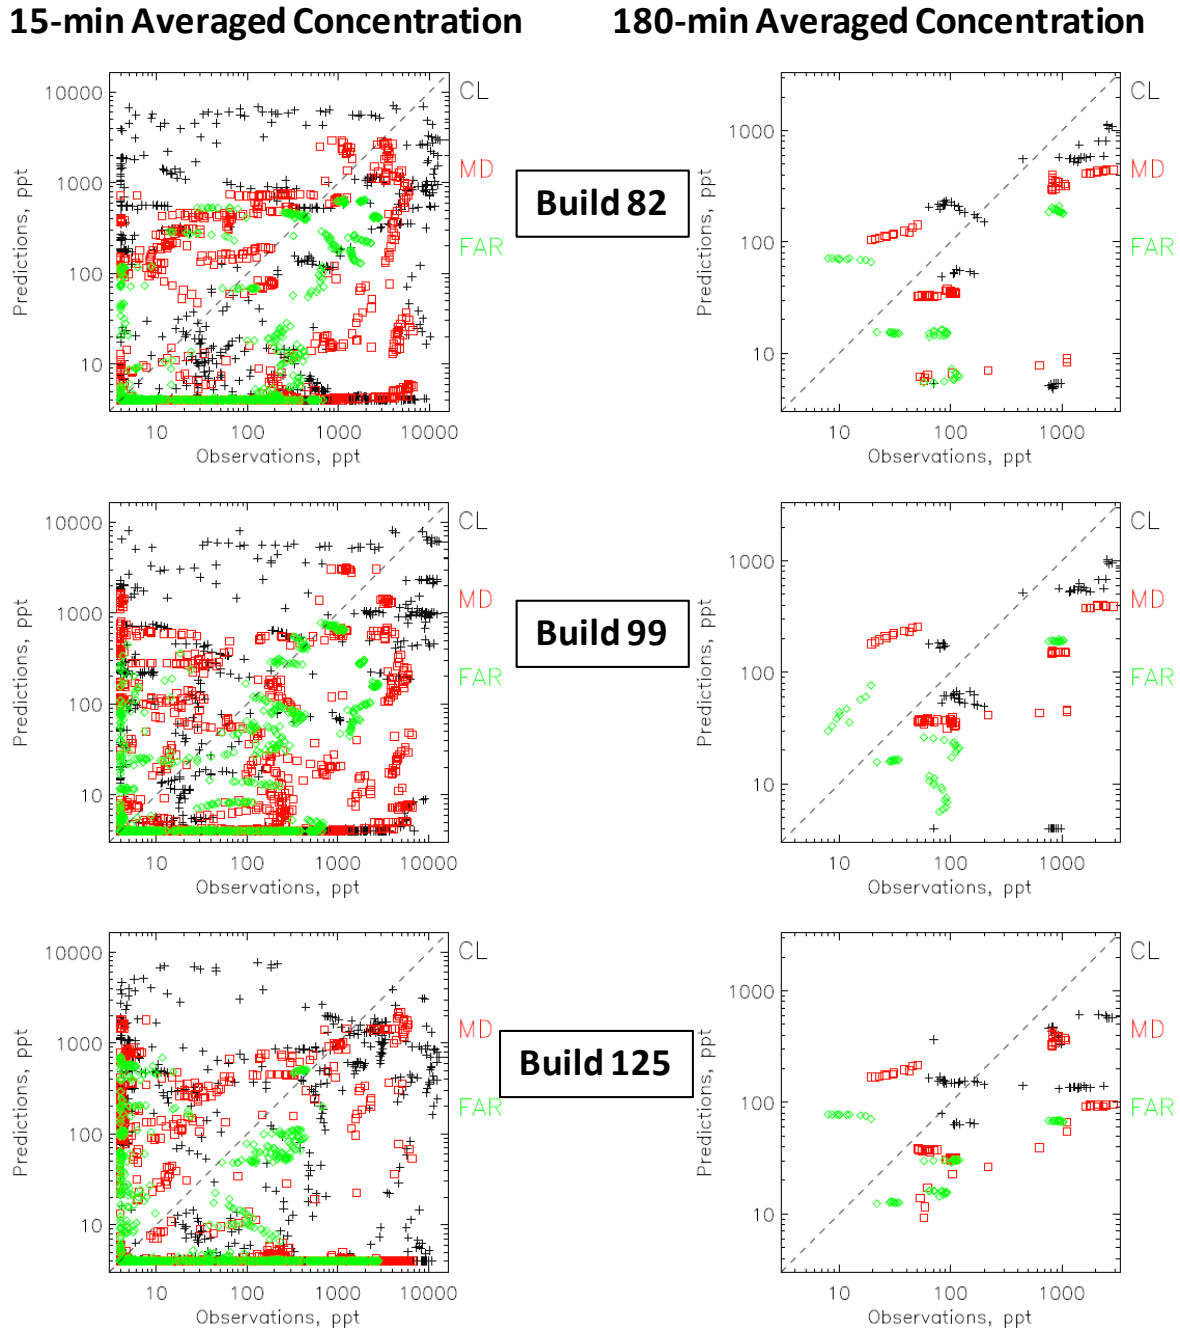 15-min Averaged Concentration
180-min Averaged Concentration
10000
1000
100
10
Predictions, ppt
10 100 1000 10000
Observations, ppt
CL
MD
FAR
Build 82
1000
100
10
Predictions, ppt
10 100 1000
Observations, ppt
CL
MD
FAR
10000
1000
100
10
Predictions, ppt
10 100 1000 10000
Observations, ppt
CL
MD
FAR
Build 99
1000
100
10
Predictions, ppt
10 100 1000
Observations, ppt
CL
MD
FAR
10000
1000
100
10
Predictions, ppt
10 100 1000 10000
Observations, ppt
CL
MD
FAR
Build 125
1000
100
10
Predictions, ppt
10 100 1000
Observations, ppt
CL
MD
FAR